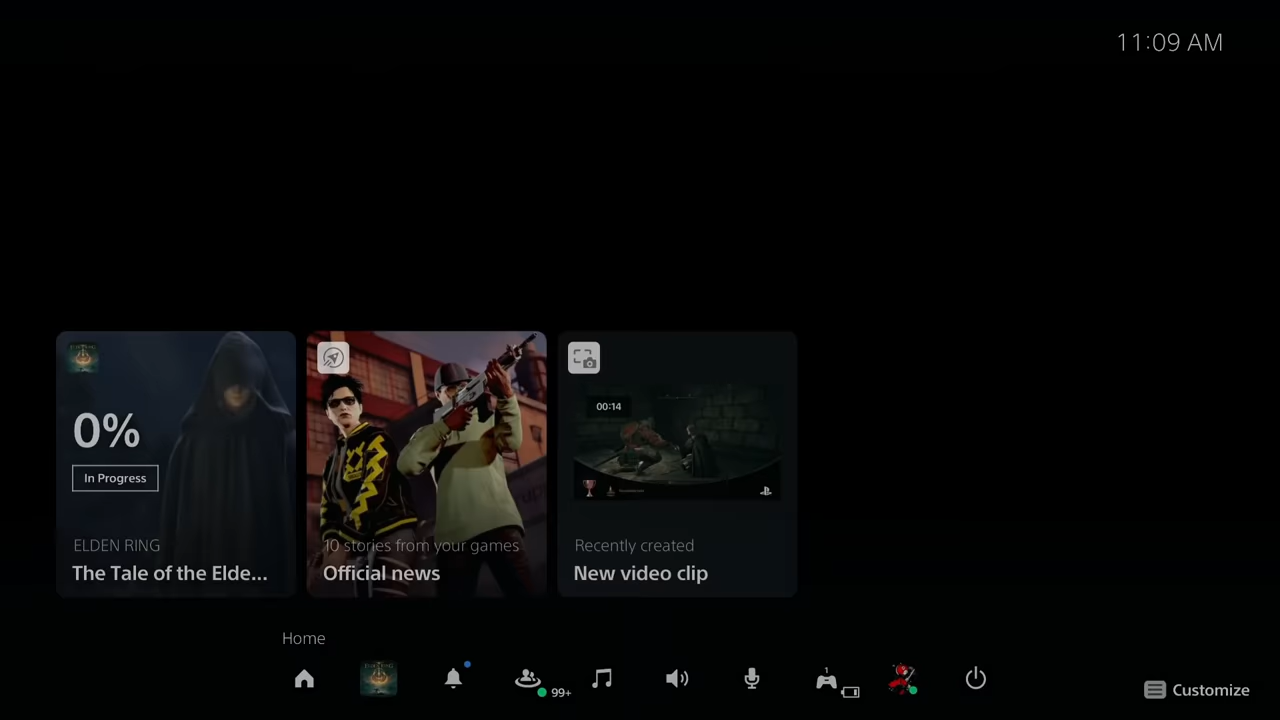 11:09 AM
0%
In Progress
ELDEN RING
The Tale of the Elde...
10 stories from your games
Official news
00:14
Recently created
New video clip
Home
99+
1
Customize